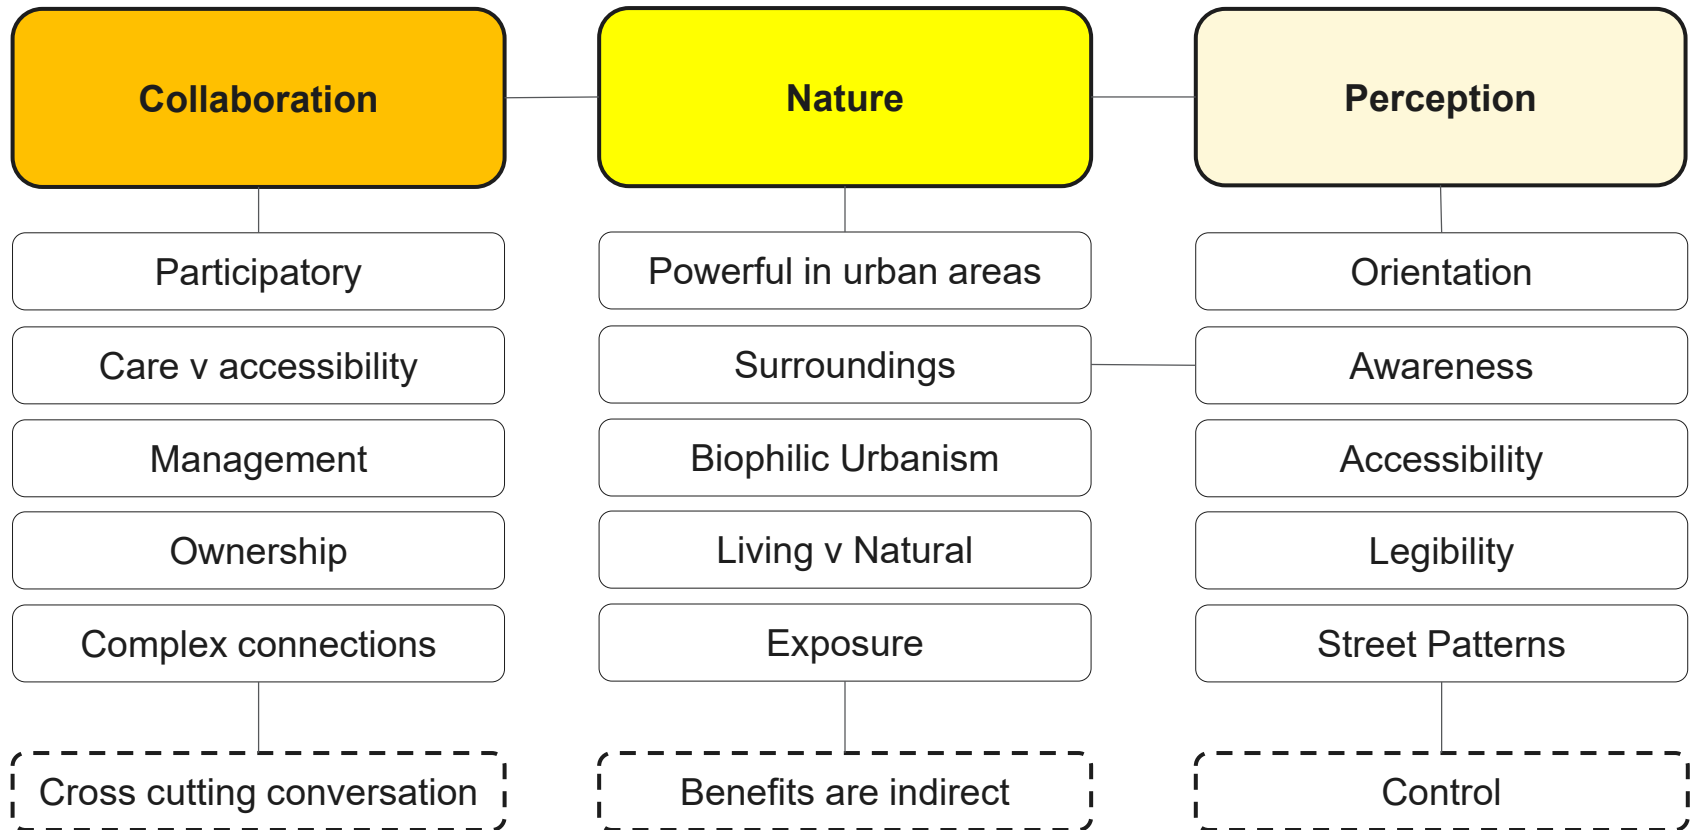 Collaboration
Nature
Perception
Participatory
Powerful in urban areas
Orientation
Care v accessibility
Surroundings
Awareness
Management
Biophilic Urbanism
Accessibility
Ownership
Living v Natural
Legibility
Complex connections
Exposure
Street Patterns
Cross cutting conversation
Benefits are indirect
Control